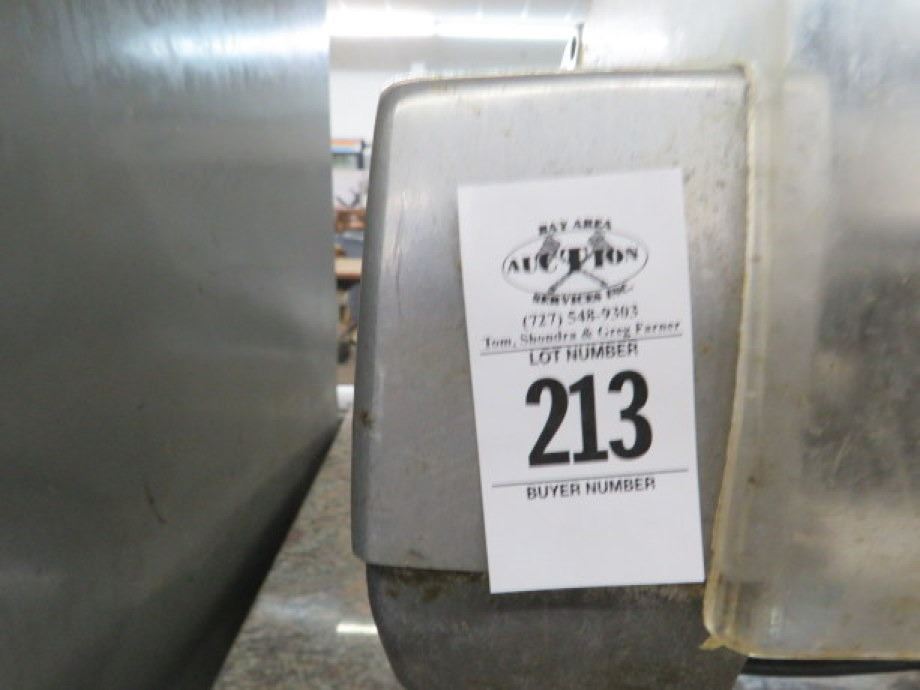 BAY AREA
AUCTION
SERVICES INC.
(727) 548-9303
Tom, Shondra & Greg Farner
LOT NUMBER
213
BUYER NUMBER